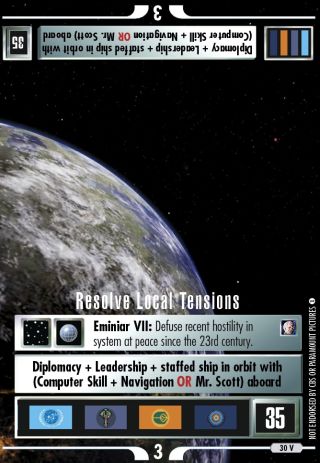 3
Diplomacy + Leadership + staffed ship in orbit with
(Computer Skill + Navigation OR Mr. Scott) aboard
35
Resolve Local Tensions
Eminiar VII: Defuse recent hostility in
system at peace since the 23rd century.
Diplomacy + Leadership + staffed ship in orbit with
(Computer Skill + Navigation OR Mr. Scott) aboard
35
3
30 V
NOT ENDORSED BY CBS OR PARAMOUNT PICTURES